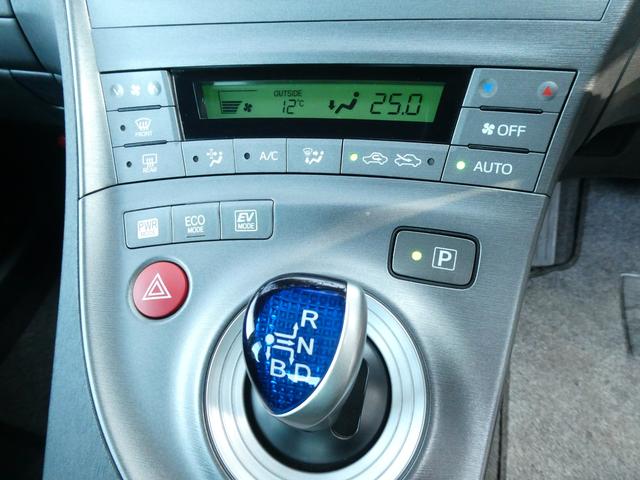 OUTSIDE
12°C
25.0
FRONT
OFF
REAR
A/C
AUTO
PWR MODE
ECO MODE
EV MODE
P
R
N
B D